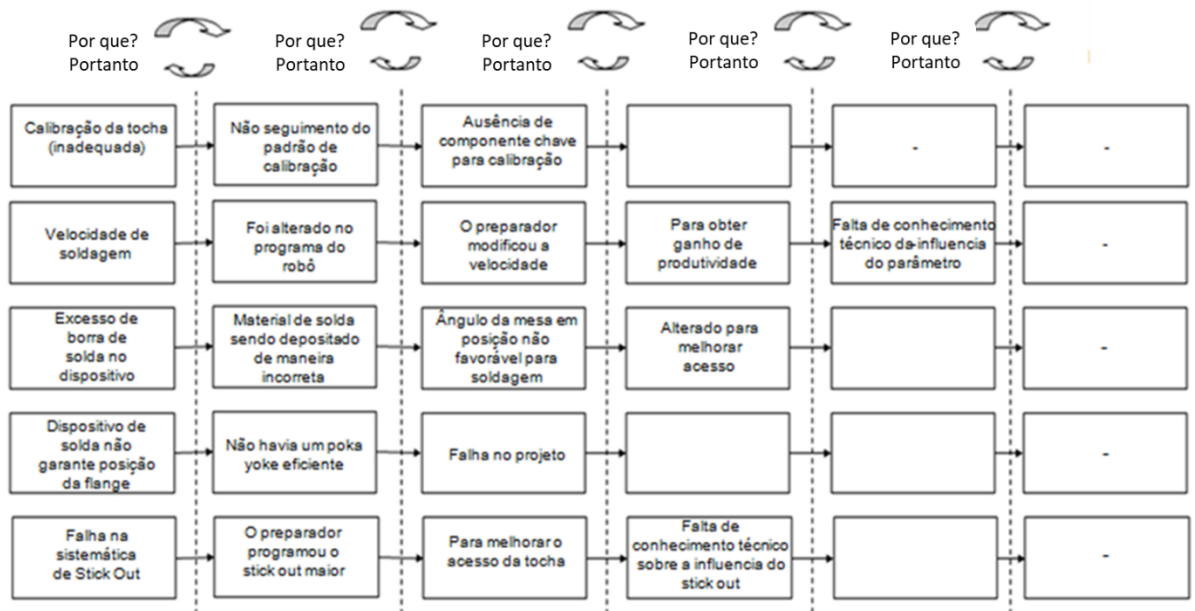 Por que?
Portanto
Por que?
Portanto
Por que?
Portanto
Por que?
Portanto
Por que?
Portanto
Calibração da tocha
(inadequada)
Não seguimento do
padrão de
calibração
Ausência de
componente chave
para calibração
-
-
Velocidade de
soldagem
Foi alterado no
programa do
robô
O preparador
modificou a
velocidade
Para obter
ganho de
produtividade
Falta de conhecimento
técnico da influencia
do parâmetro
-
Excesso de
borra de
solda no
dispositivo
Material de solda
sendo depositado
de maneira
incorreta
Ângulo da mesa em
posição não
favorável para
soldagem
Alterado para
melhorar
acesso
-
Dispositivo de
solda não
garante posição
da flange
Não havia um poka
yoke eficiente
Falha no projeto
-
Falha na
sistemática
de Stick Out
O preparador
programou o
stick out maior
Para melhorar o
acesso da tocha
Falta de
conhecimento técnico
sobre a influencia do
stick out
-